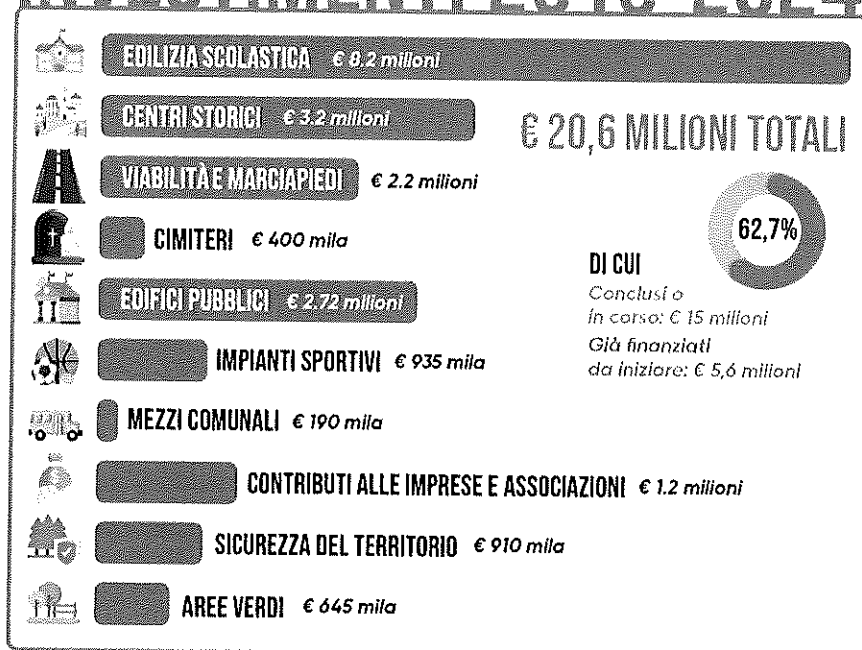 EDILIZIA SCOLASTICA € 8.2 milioni
CENTRI STORICI € 3.2 milioni
€ 20,6 MILIONI TOTALI
VIABILITÀ E MARCIAPIEDI € 2.2 milioni
62,7%
CIMITERI € 400 mila
DI CUI
Conclusi o
in corso: € 15 milioni
EDIFICI PUBBLICI € 2.72 milioni
Già finanziati
da iniziare: € 5,6 milioni
IMPIANTI SPORTIVI € 935 mila
MEZZI COMUNALI € 190 mila
CONTRIBUTI ALLE IMPRESE E ASSOCIAZIONI € 1.2 milioni
SICUREZZA DEL TERRITORIO € 910 mila
AREE VERDI € 645 mila